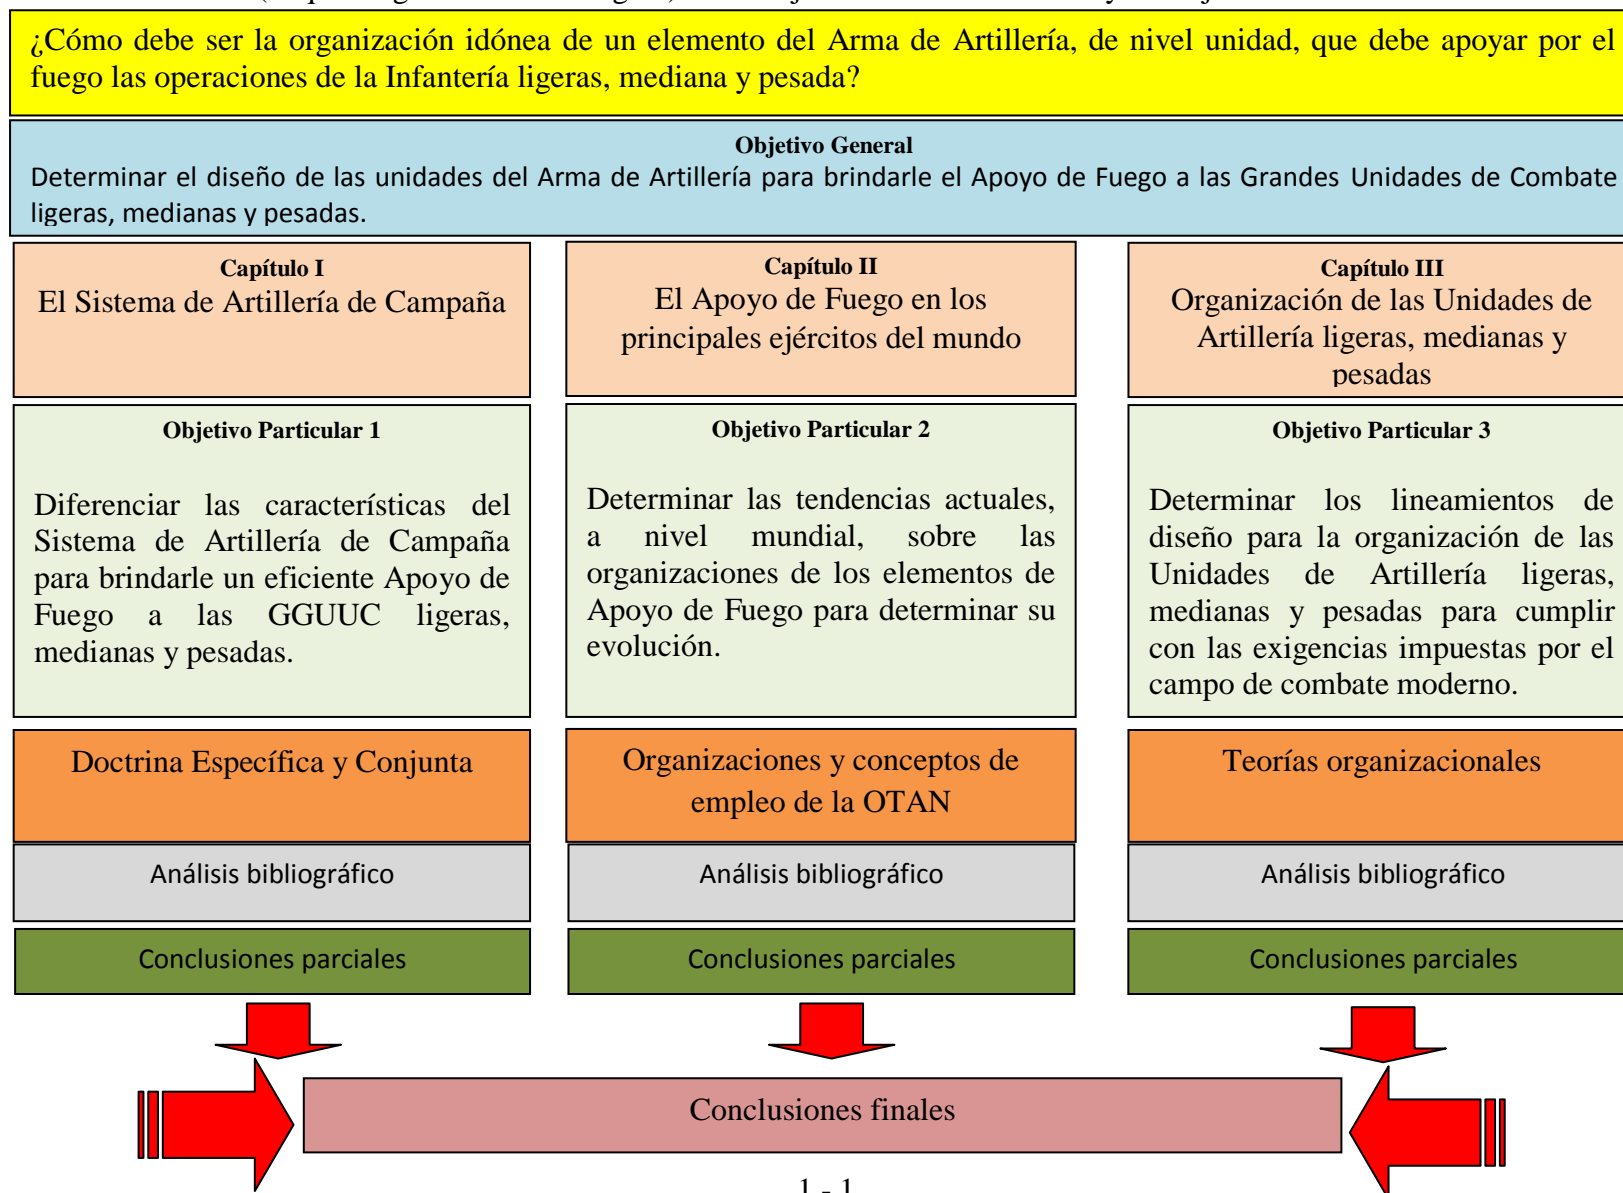 ¿Cómo debe ser la organización idónea de un elemento del Arma de Artillería, de nivel unidad, que debe apoyar por el
fuego las operaciones de la Infantería ligeras, mediana y pesada?
Objetivo General
Determinar el diseño de las unidades del Arma de Artillería para brindarle el Apoyo de Fuego a las Grandes Unidades de Combate
ligeras, medianas y pesadas.
Capítulo I
El Sistema de Artillería de Campaña
Capítulo II
El Apoyo de Fuego en los
principales ejércitos del mundo
Capítulo III
Organización de las Unidades de
Artillería ligeras, medianas y
pesadas
Objetivo Particular 1
Diferenciar las características del
Sistema de Artillería de Campaña
para brindarle un eficiente Apoyo de
Fuego a las GGUUC ligeras,
medianas y pesadas.
Objetivo Particular 2
Determinar las tendencias actuales,
a nivel mundial, sobre las
organizaciones de los elementos de
Apoyo de Fuego para determinar su
evolución.
Objetivo Particular 3
Determinar los lineamientos de
diseño para la organización de las
Unidades de Artillería ligeras,
medianas y pesadas para cumplir
con las exigencias impuestas por el
campo de combate moderno.
Doctrina Específica y Conjunta
Organizaciones y conceptos de
empleo de la OTAN
Teorías organizacionales
Análisis bibliográfico
Análisis bibliográfico
Análisis bibliográfico
Conclusiones parciales
Conclusiones parciales
Conclusiones parciales
Conclusiones finales
1 - 1